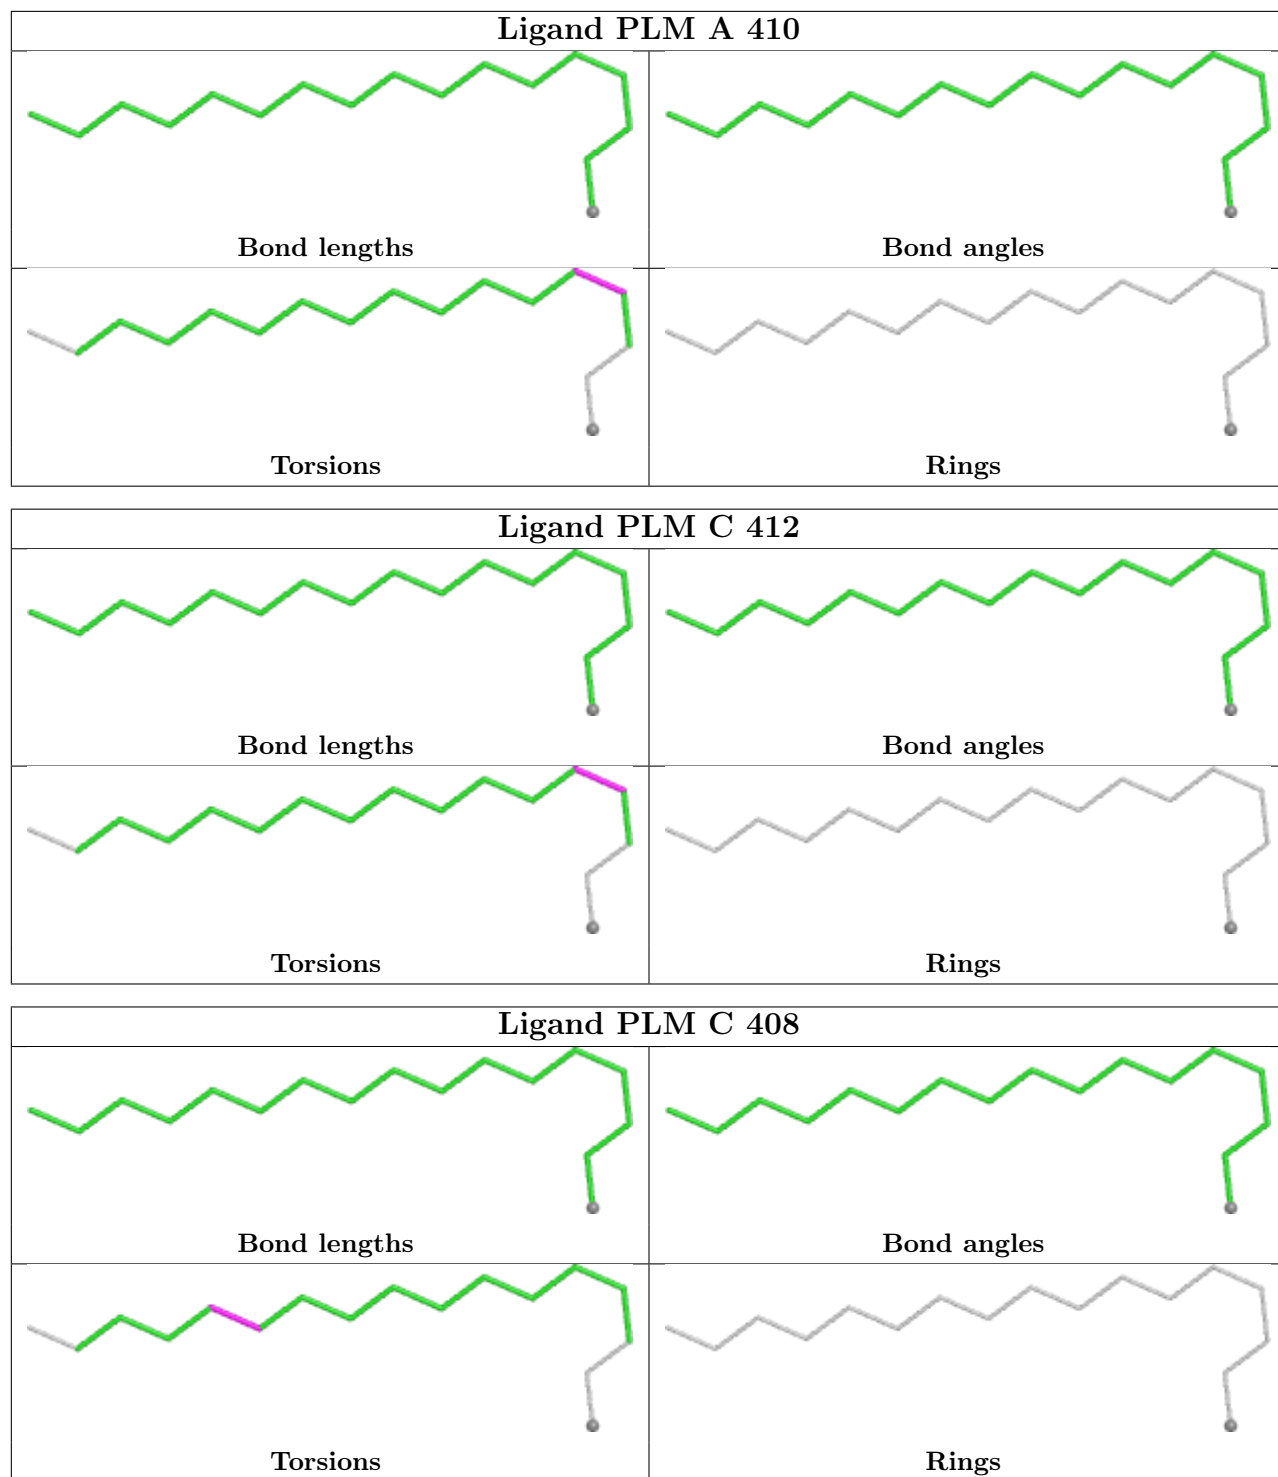 Ligand PLM A 410
Bond lengths
Bond angles
Torsions
Rings
Ligand PLM C 412
Bond lengths
Bond angles
Torsions
Rings
Ligand PLM C 408
Bond lengths
Bond angles
Torsions
Rings